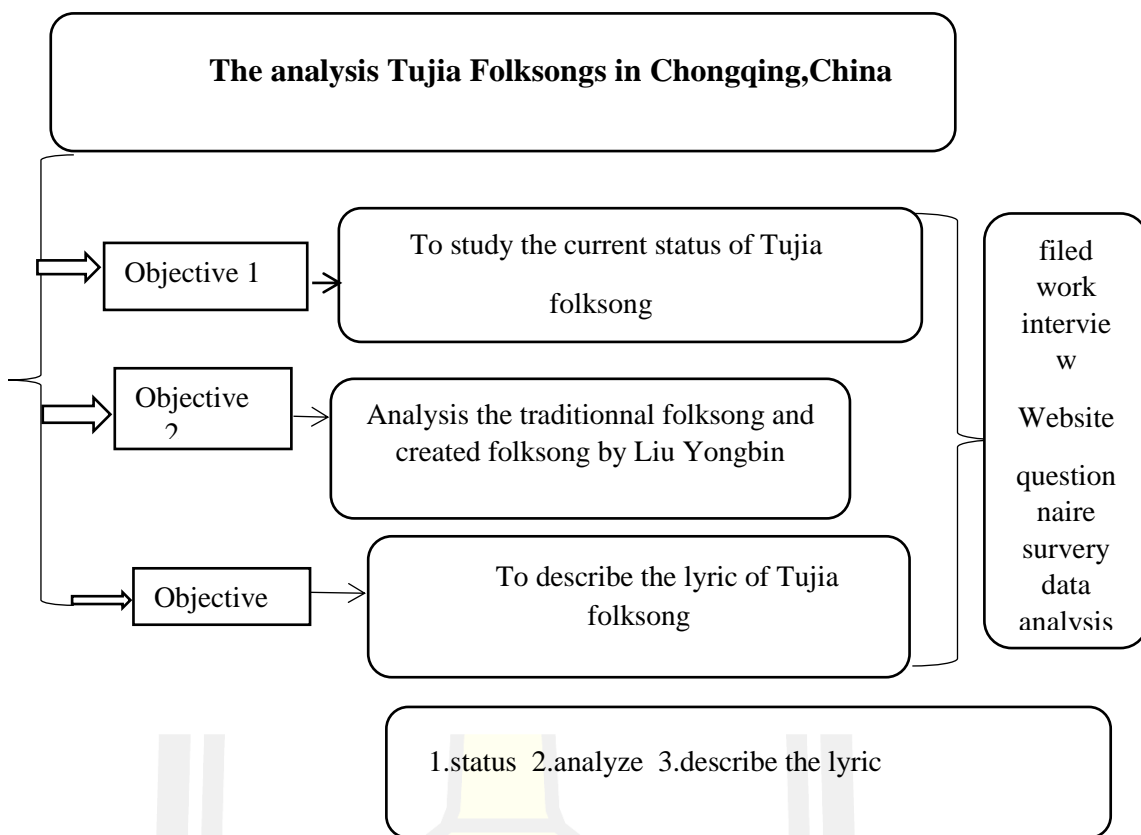 The analysis Tujia Folksongs in Chongqing,China
Objective 1
To study the current status of Tujia
folksong
Objective
2
Analysis the traditionnal folksong and
created folksong by Liu Yongbin
Objective
To describe the lyric of Tujia
folksong
filed
work
intervie
w
Website
question
naire
survery
data
analysis
1.status 2.analyze 3.describe the lyric